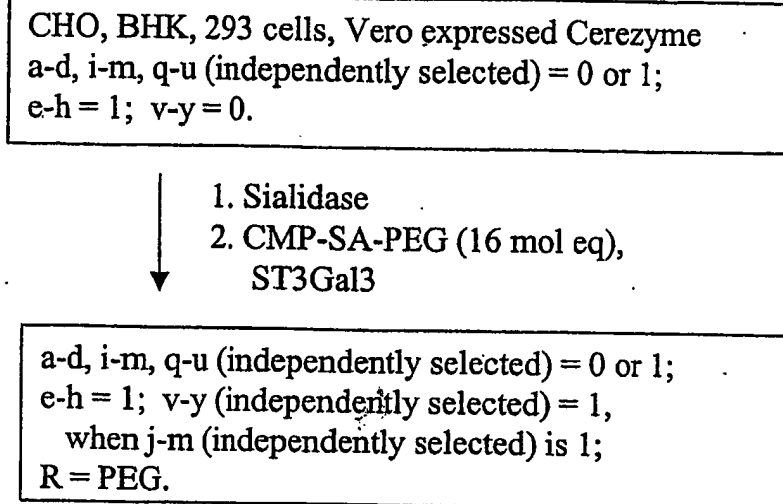 CHO, BHK, 293 cells, Vero expressed Cerezyme
a-d, i-m, q-u (independently selected) = 0 or 1;
e-h = 1; v-y = 0.
1. Sialidase
2. CMP-SA-PEG (16 mol eq),
ST3Gal3
a-d, i-m, q-u (independently selected) = 0 or 1;
e-h = 1; v-y (independently selected) = 1,
when j-m (independently selected) is 1;
R = PEG.